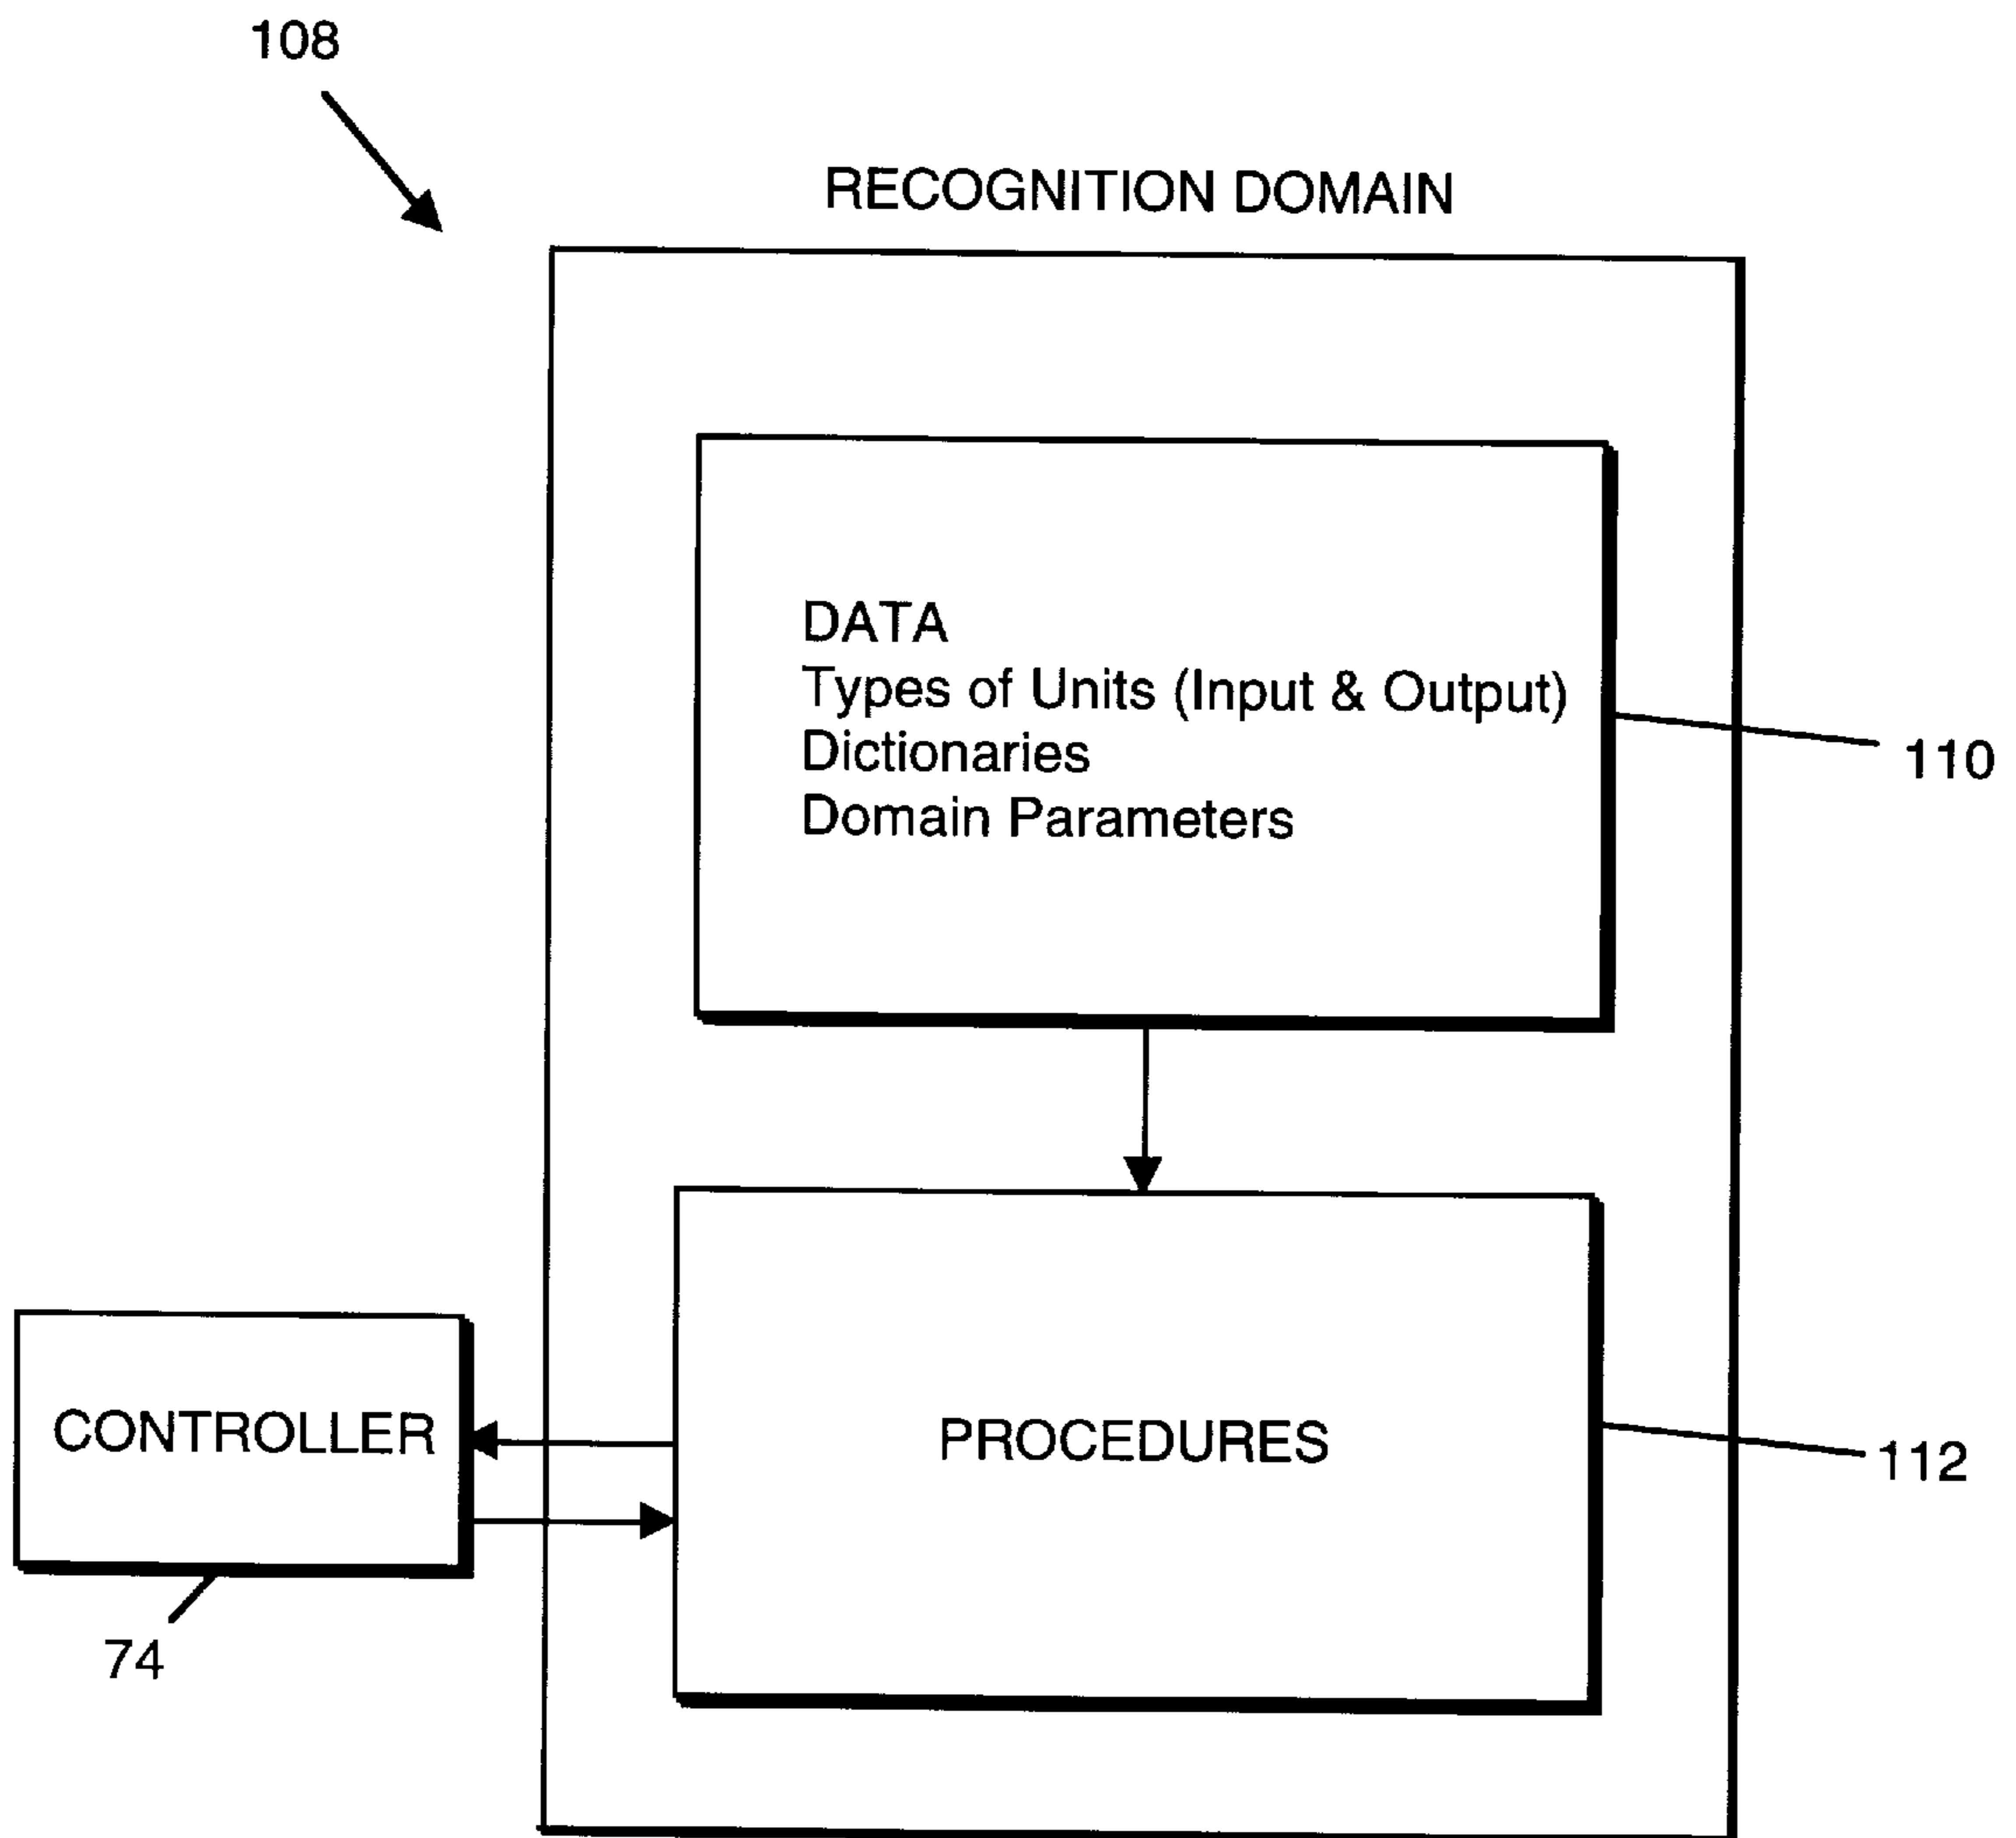 108
RECOGNITION DOMAIN
DATA
Types of Units (Input & Output)
Dictionaries
Domain Parameters
110
CONTROLLER
PROCEDURES
112
74